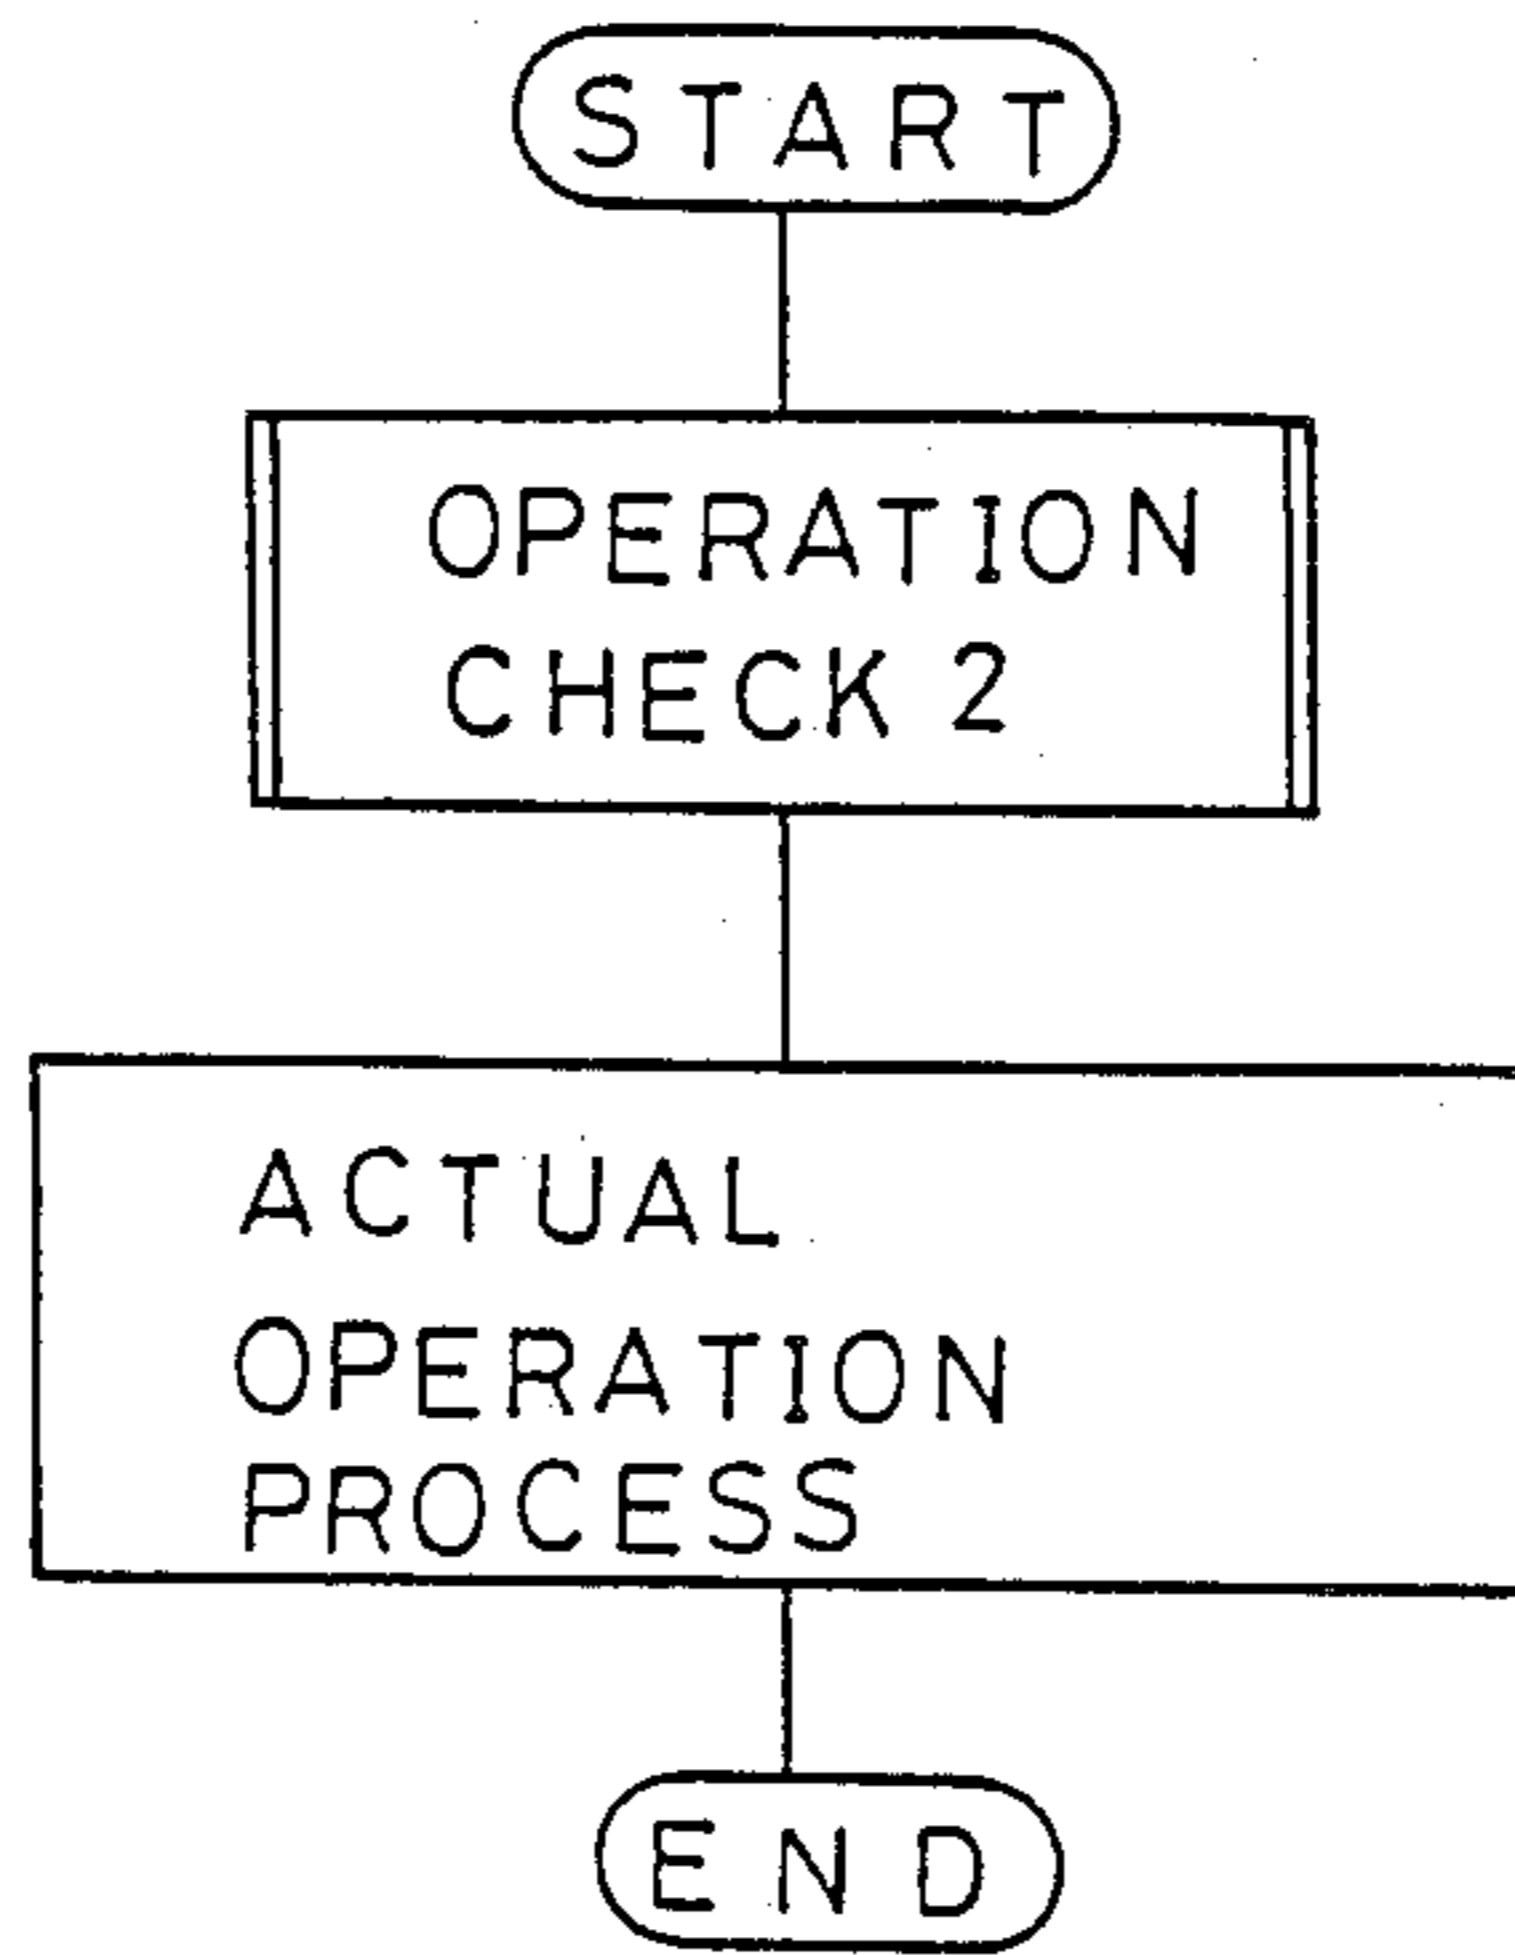 START
OPERATION
CHECK 2
ACTUAL
OPERATION
PROCESS
END